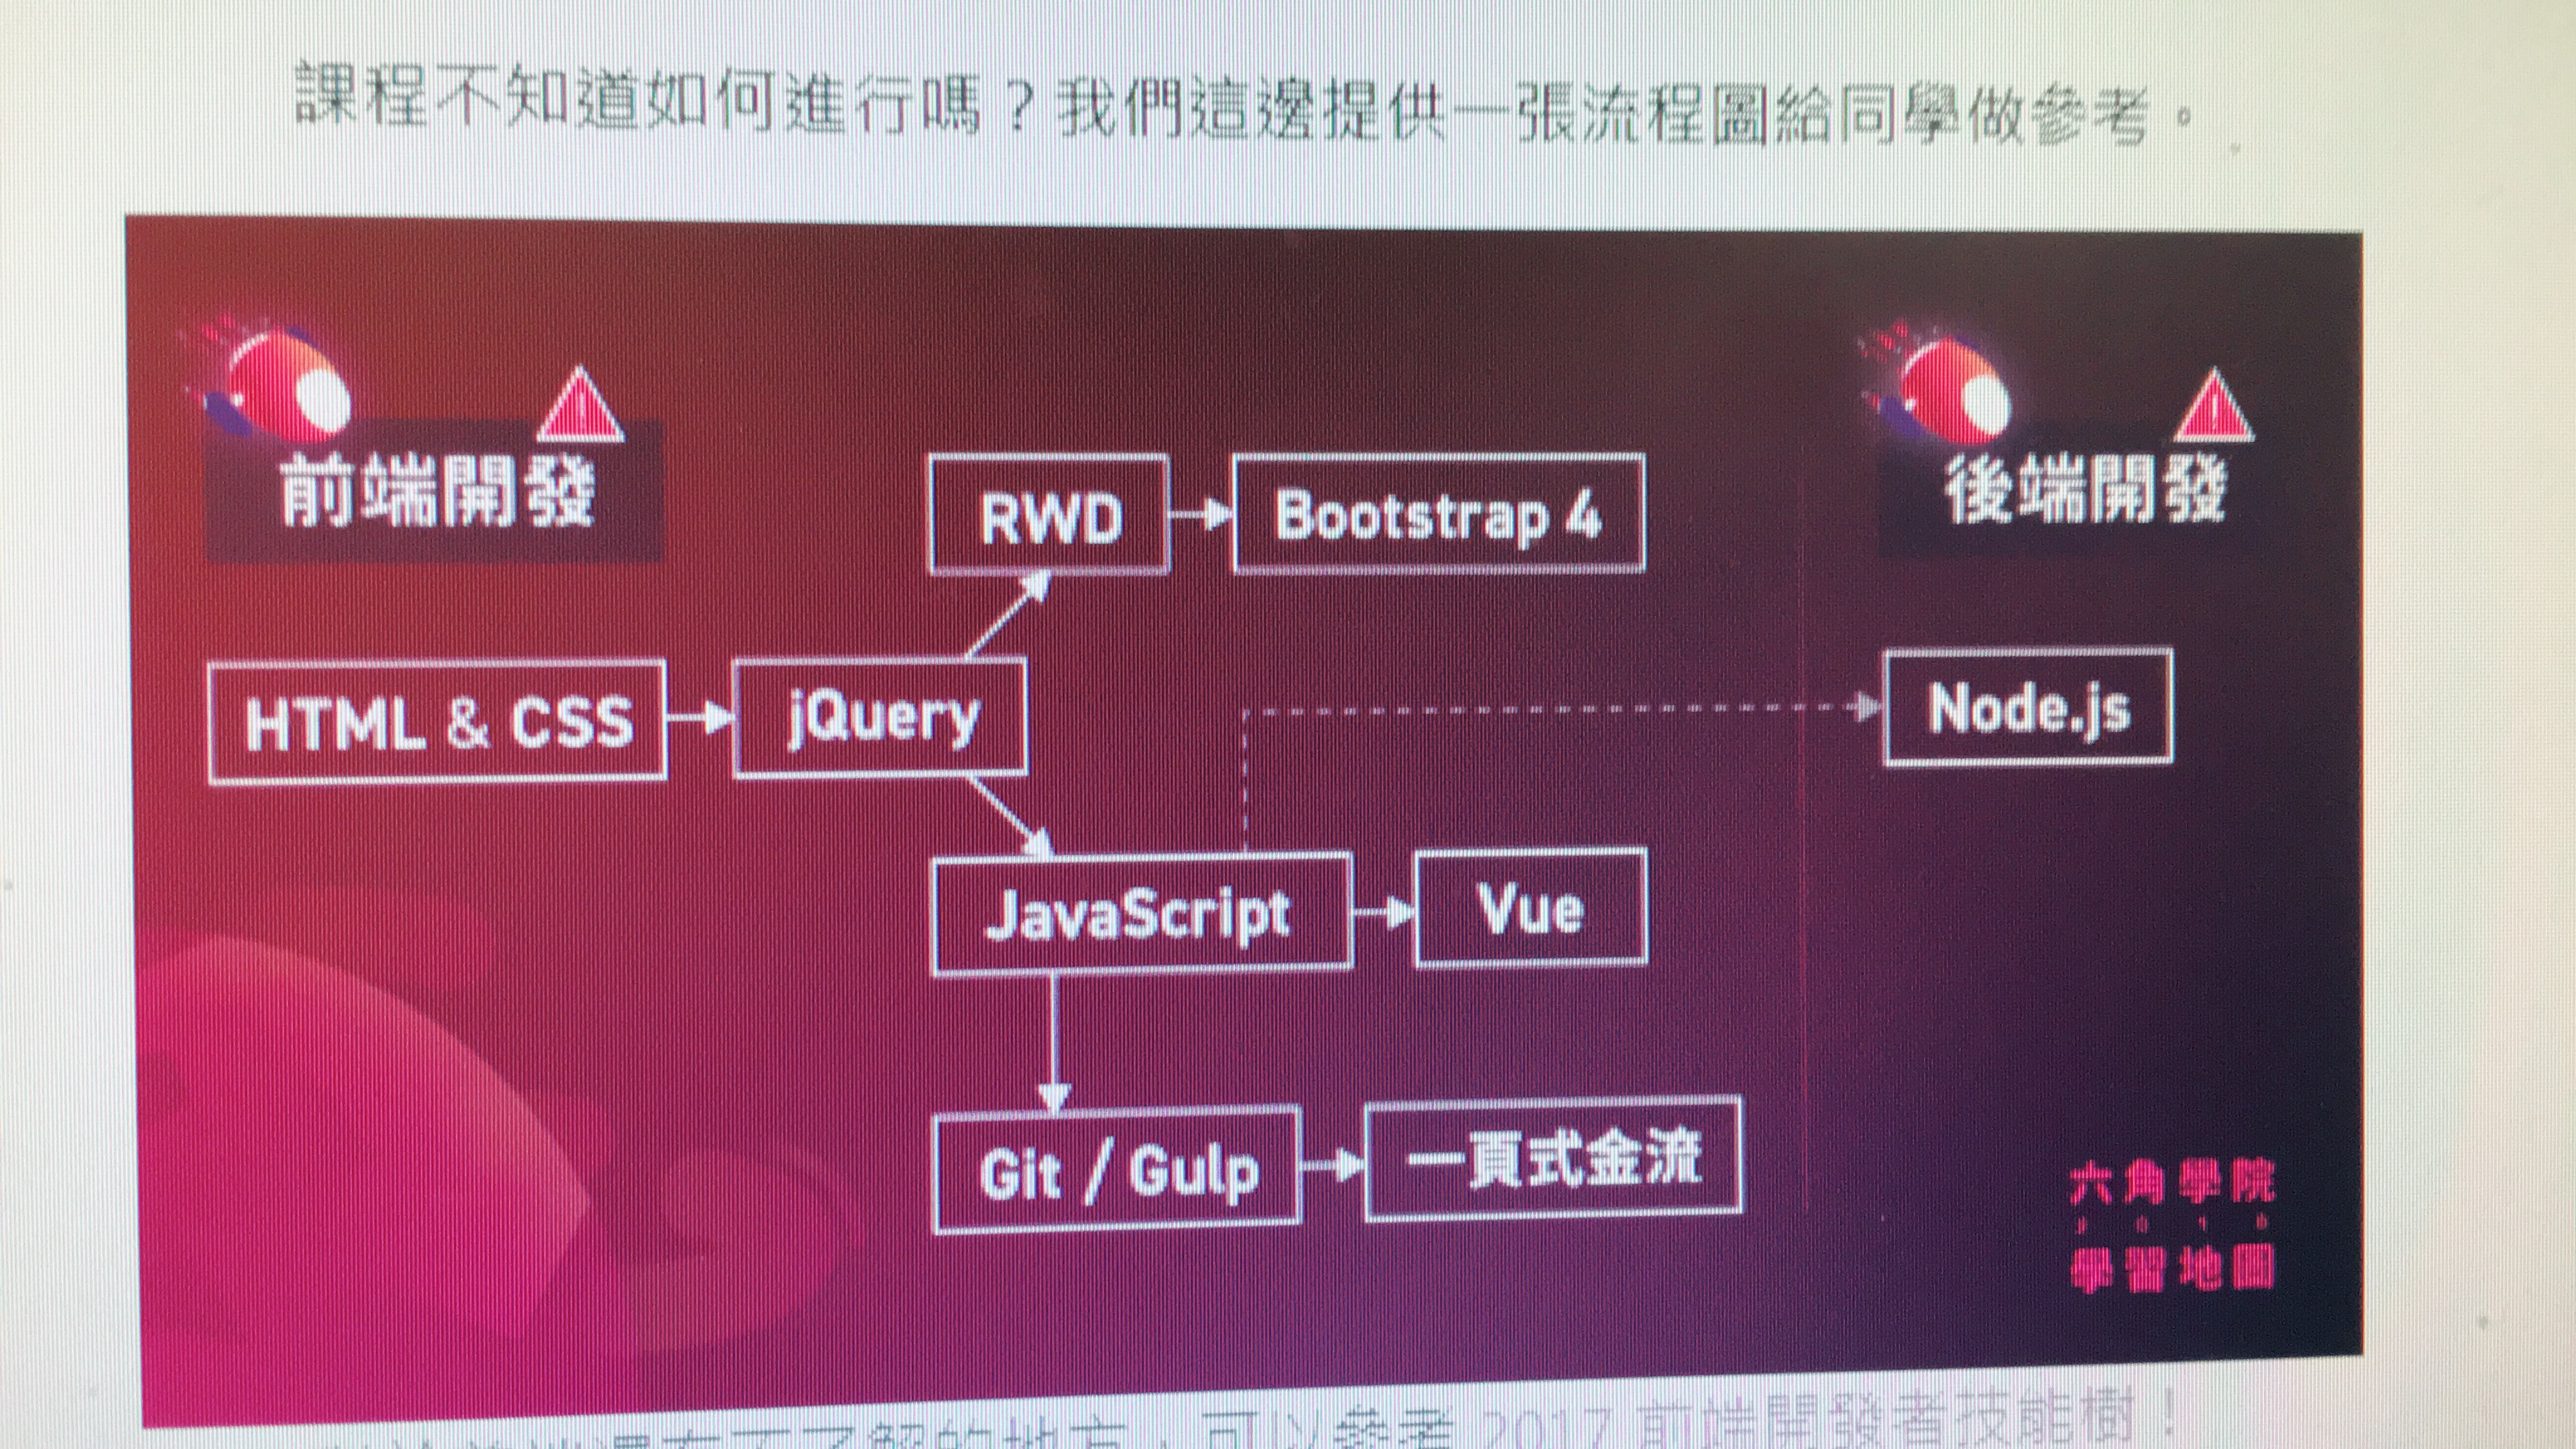 課程不知道如何進行嗎？我們這邊提供一張流程圖給同學做參考。
前端開發
後端開發
RWD
Bootstrap 4
HTML & CSS
jQuery
Node.js
JavaScript
Vue
Git / Gulp
一頁式金流
六角學院
學習地圖
了解的地方，可以參考 2017 前端開發者技能樹！